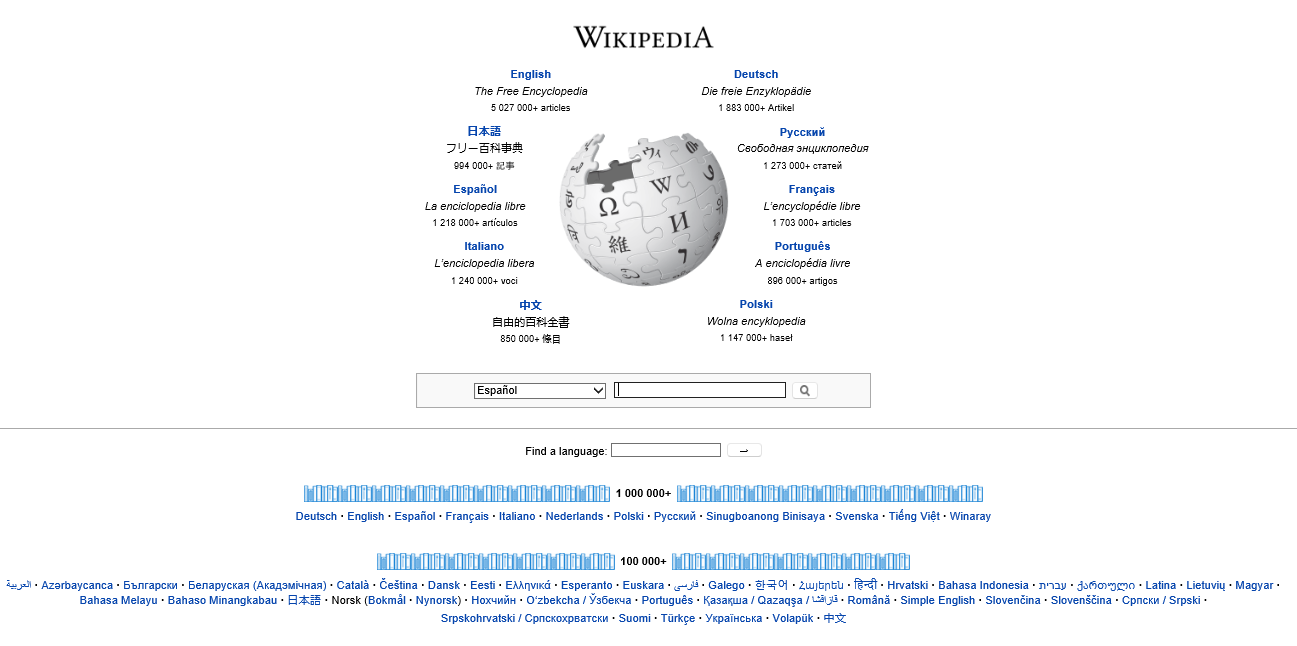 WIKIPEDIA
English Deutsch
The Free Encyclopedia Die freie Enzyklopädie
5 027 000+ articles 1 883 000+ Artikel
日本語 Русский
フリー百科事典 Свободная энциклопедия
994 000+ 記事 1 273 000+ статей
Español Français
La enciclopedia libre L’encyclopédie libre
1 218 000+ artículos 1 703 000+ articles
Italiano Português
L’enciclopedia libera A enciclopédia livre
1 240 000+ voci 896 000+ artigos
中文 Polski
自由的百科全書 Wolna encyklopedia
850 000+ 條目 1 147 000+ haseł
ウィ
W
Ω И
維
Español
Find a language:
1 000 000+
Deutsch · English · Español · Français · Italiano · Nederlands · Polski · Русский · Sinugboanong Binisaya · Svenska · Tiếng Việt · Winaray
100 000+
العربية · Azərbaycanca · Български · Беларуская (Акадэмічная) · Català · Čeština · Dansk · Eesti · Ελληνικά · Esperanto · Euskara · فارسی · Galego · 한국어 · Հայերեն · हिन्दी · Hrvatski · Bahasa Indonesia · עברית · ქართული · Latina · Lietuvių · Magyar ·
Bahasa Melayu · Bahaso Minangkabau · 日本語 · Norsk (Bokmål · Nynorsk) · Нохчийн · Oʻzbekcha / Ўзбекча · Português · Қазақша / Qazaqşa / قازاقشا · Română · Simple English · Slovenčina · Slovenščina · Српски / Srpski ·
Srpskohrvatski / Српскохрватски · Suomi · Türkçe · Українська · Volapük · 中文